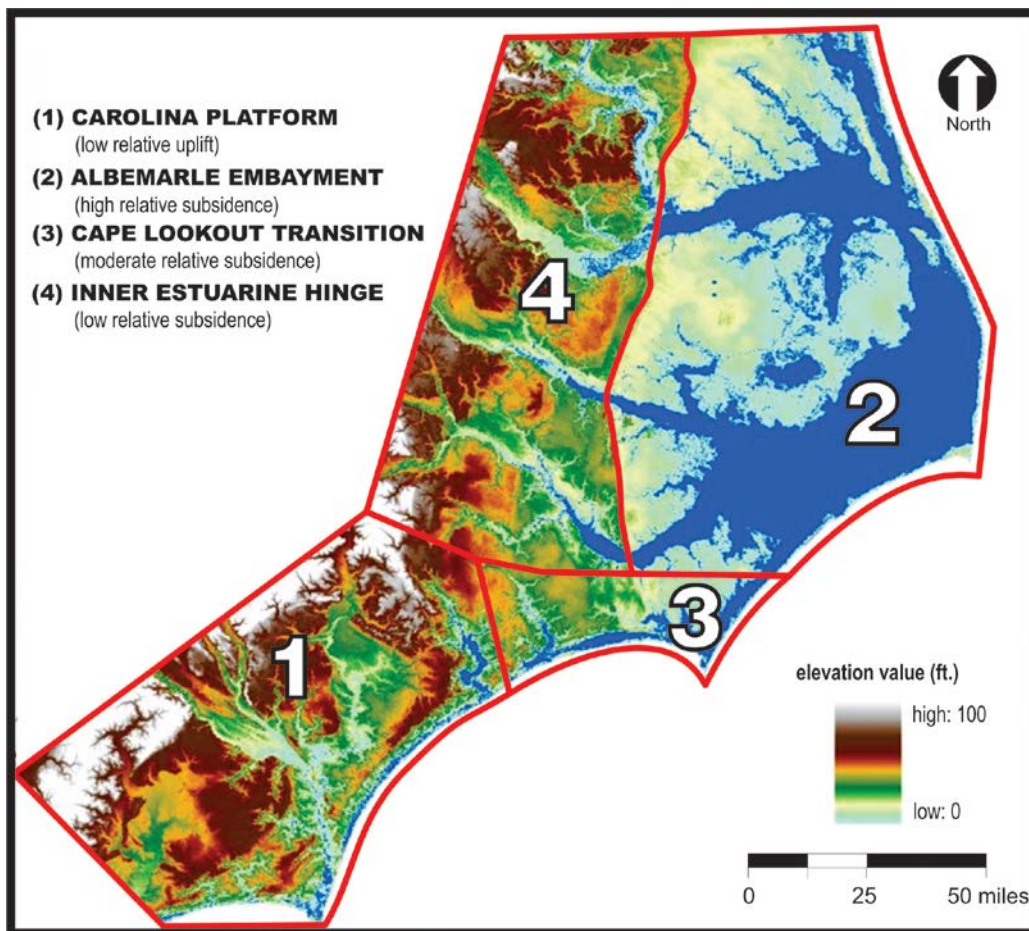 (1) CAROLINA PLATFORM
(low relative uplift)
(2) ALBEMARLE EMBAYMENT
(high relative subsidence)
(3) CAPE LOOKOUT TRANSITION
(moderate relative subsidence)
(4) INNER ESTUARINE HINGE
(low relative subsidence)
North
4
2
3
1
elevation value (ft.)
high: 100
low: 0
0 25 50 miles